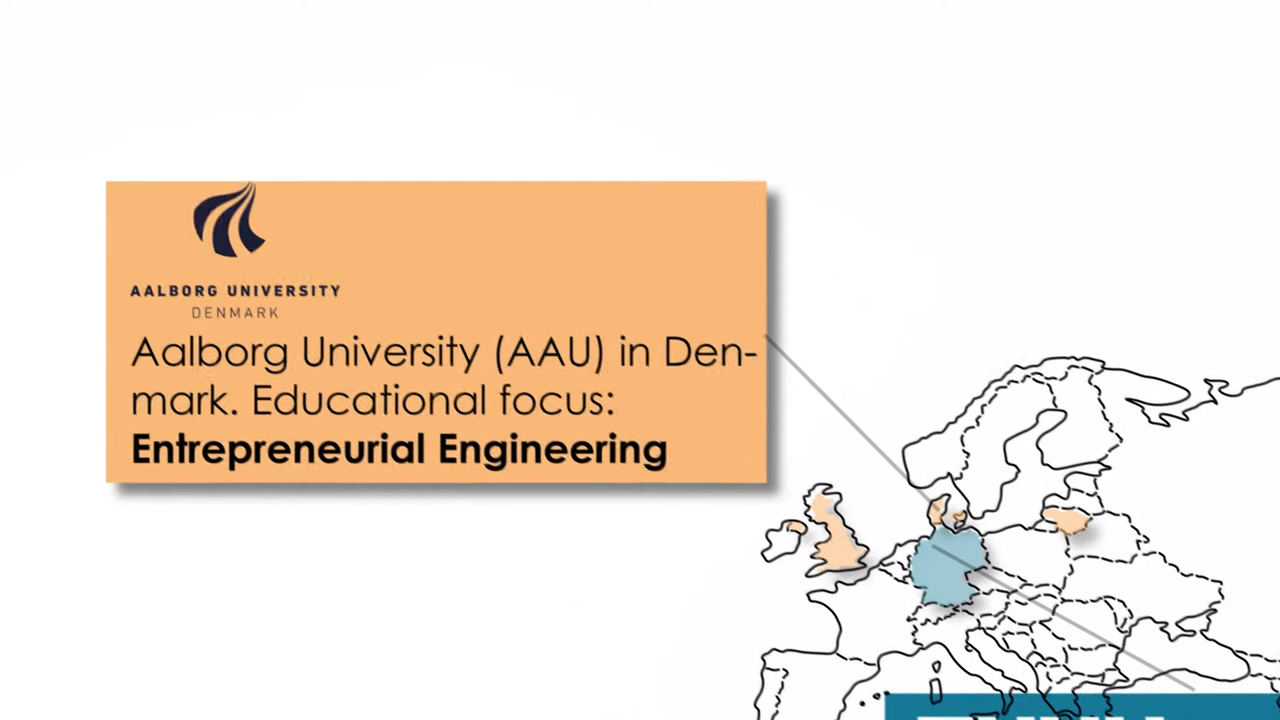 AALBORG UNIVERSITY
DENMARK
Aalborg University (AAU) in Den-
mark. Educational focus:
Entrepreneurial Engineering